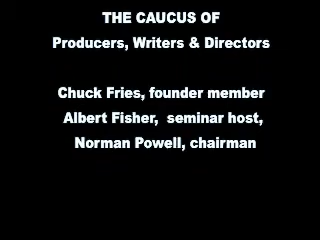 THE CAUCUS OF
Producers, Writers & Directors
Chuck Fries, founder member
Albert Fisher, seminar host,
Norman Powell, chairman